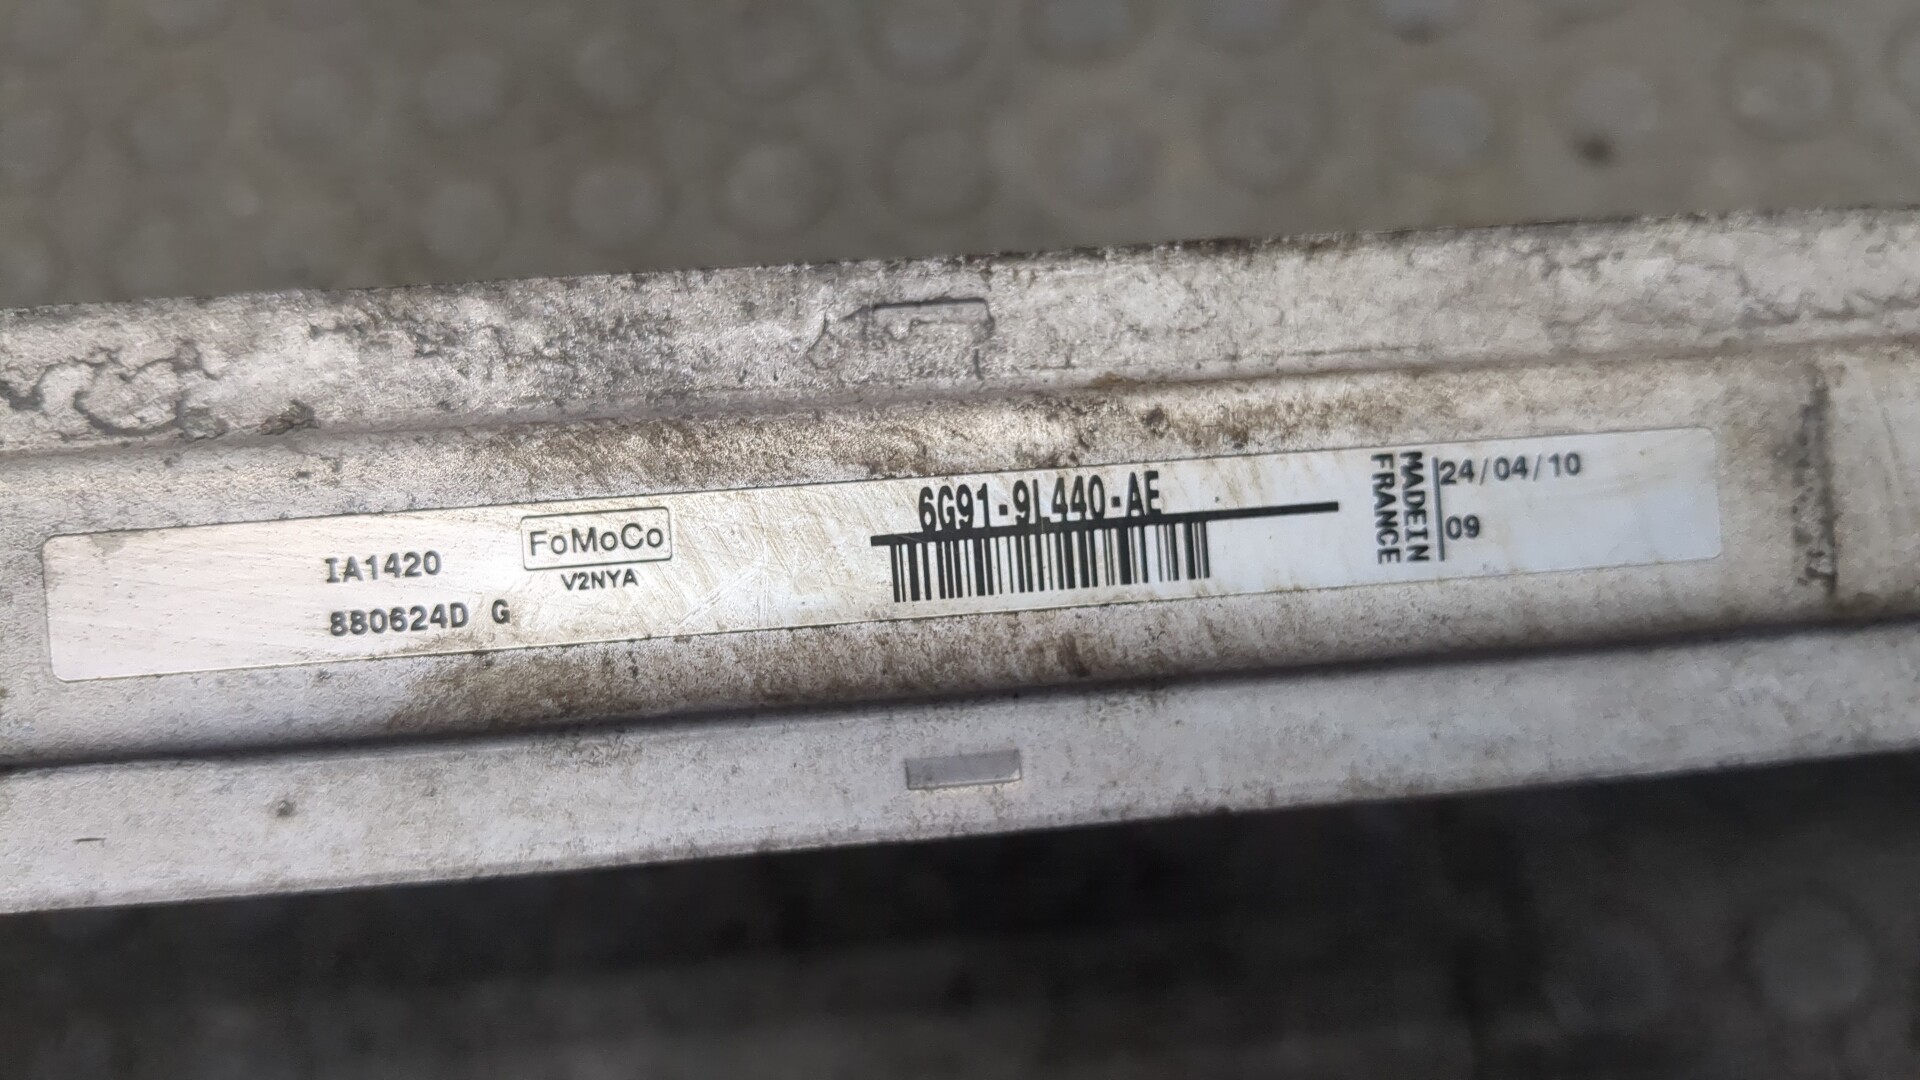 IA1420
880624D G
FoMoCo
V2NYA
6G91-9L440-AE
MADE IN
FRANCE
24/04/10
09